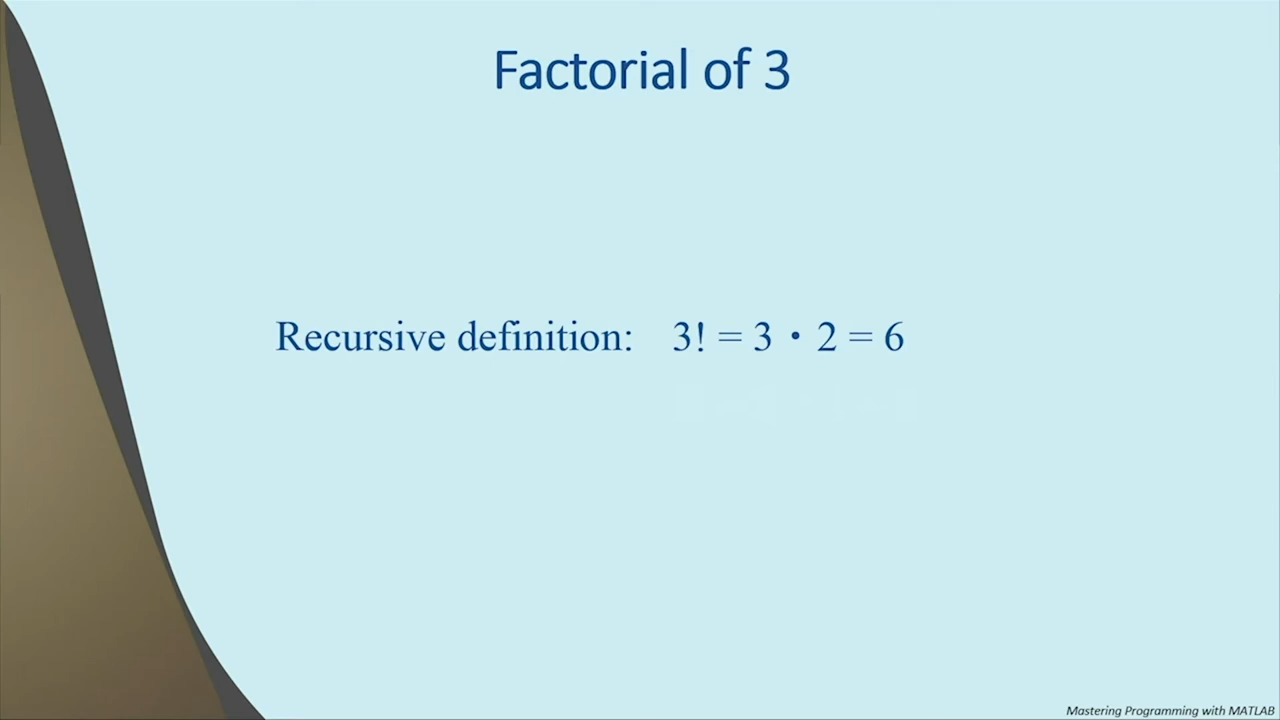 Factorial of 3
Recursive definition: 3! = 3 · 2 = 6
Mastering Programming with MATLAB